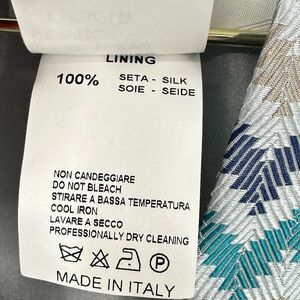 LINING
100% SETA - SILK
SOIE - SEIDE
NON CANDEGGIARE
DO NOT BLEACH
STIRARE A BASSA TEMPERATURA
COOL IRON
LAVARE A SECCO
PROFESSIONALLY DRY CLEANING
P
MADE IN ITALY